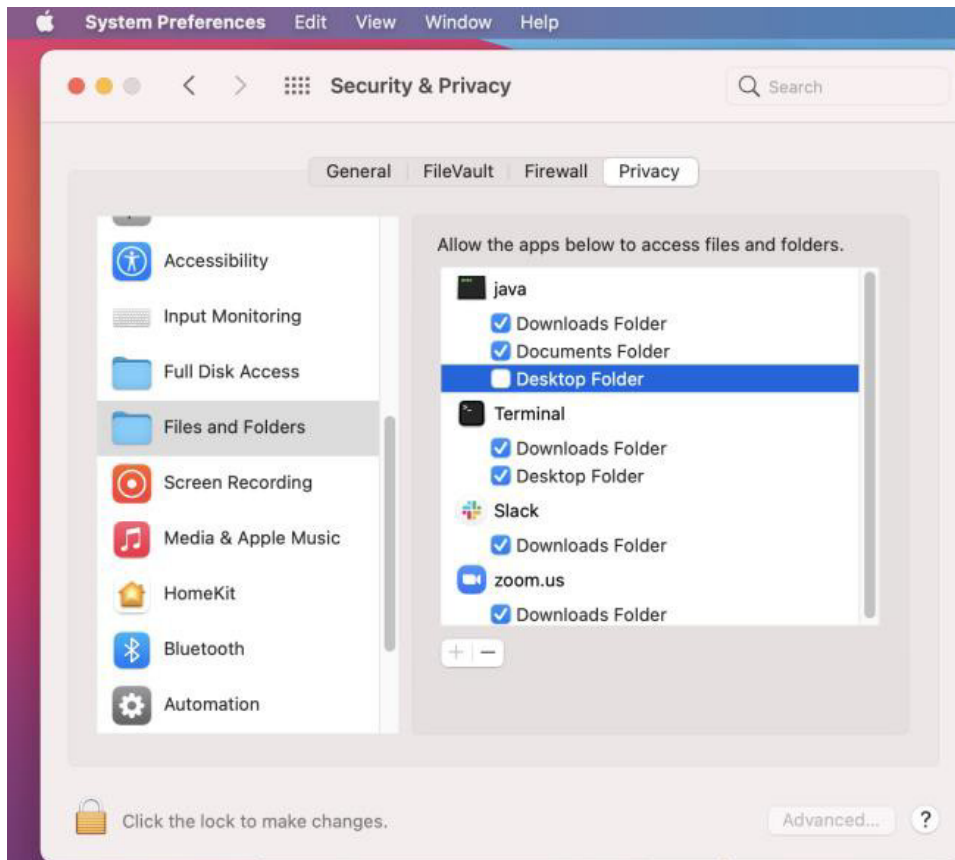 System Preferences Edit View Window Help
Security & Privacy
Search
General FileVault Firewall Privacy
Accessibility
Input Monitoring
Full Disk Access
Files and Folders
Screen Recording
Media & Apple Music
HomeKit
Bluetooth
Automation
Allow the apps below to access files and folders.
java
Downloads Folder
Documents Folder
Desktop Folder
Terminal
Downloads Folder
Desktop Folder
Slack
Downloads Folder
zoom.us
Downloads Folder
Click the lock to make changes.
Advanced... ?